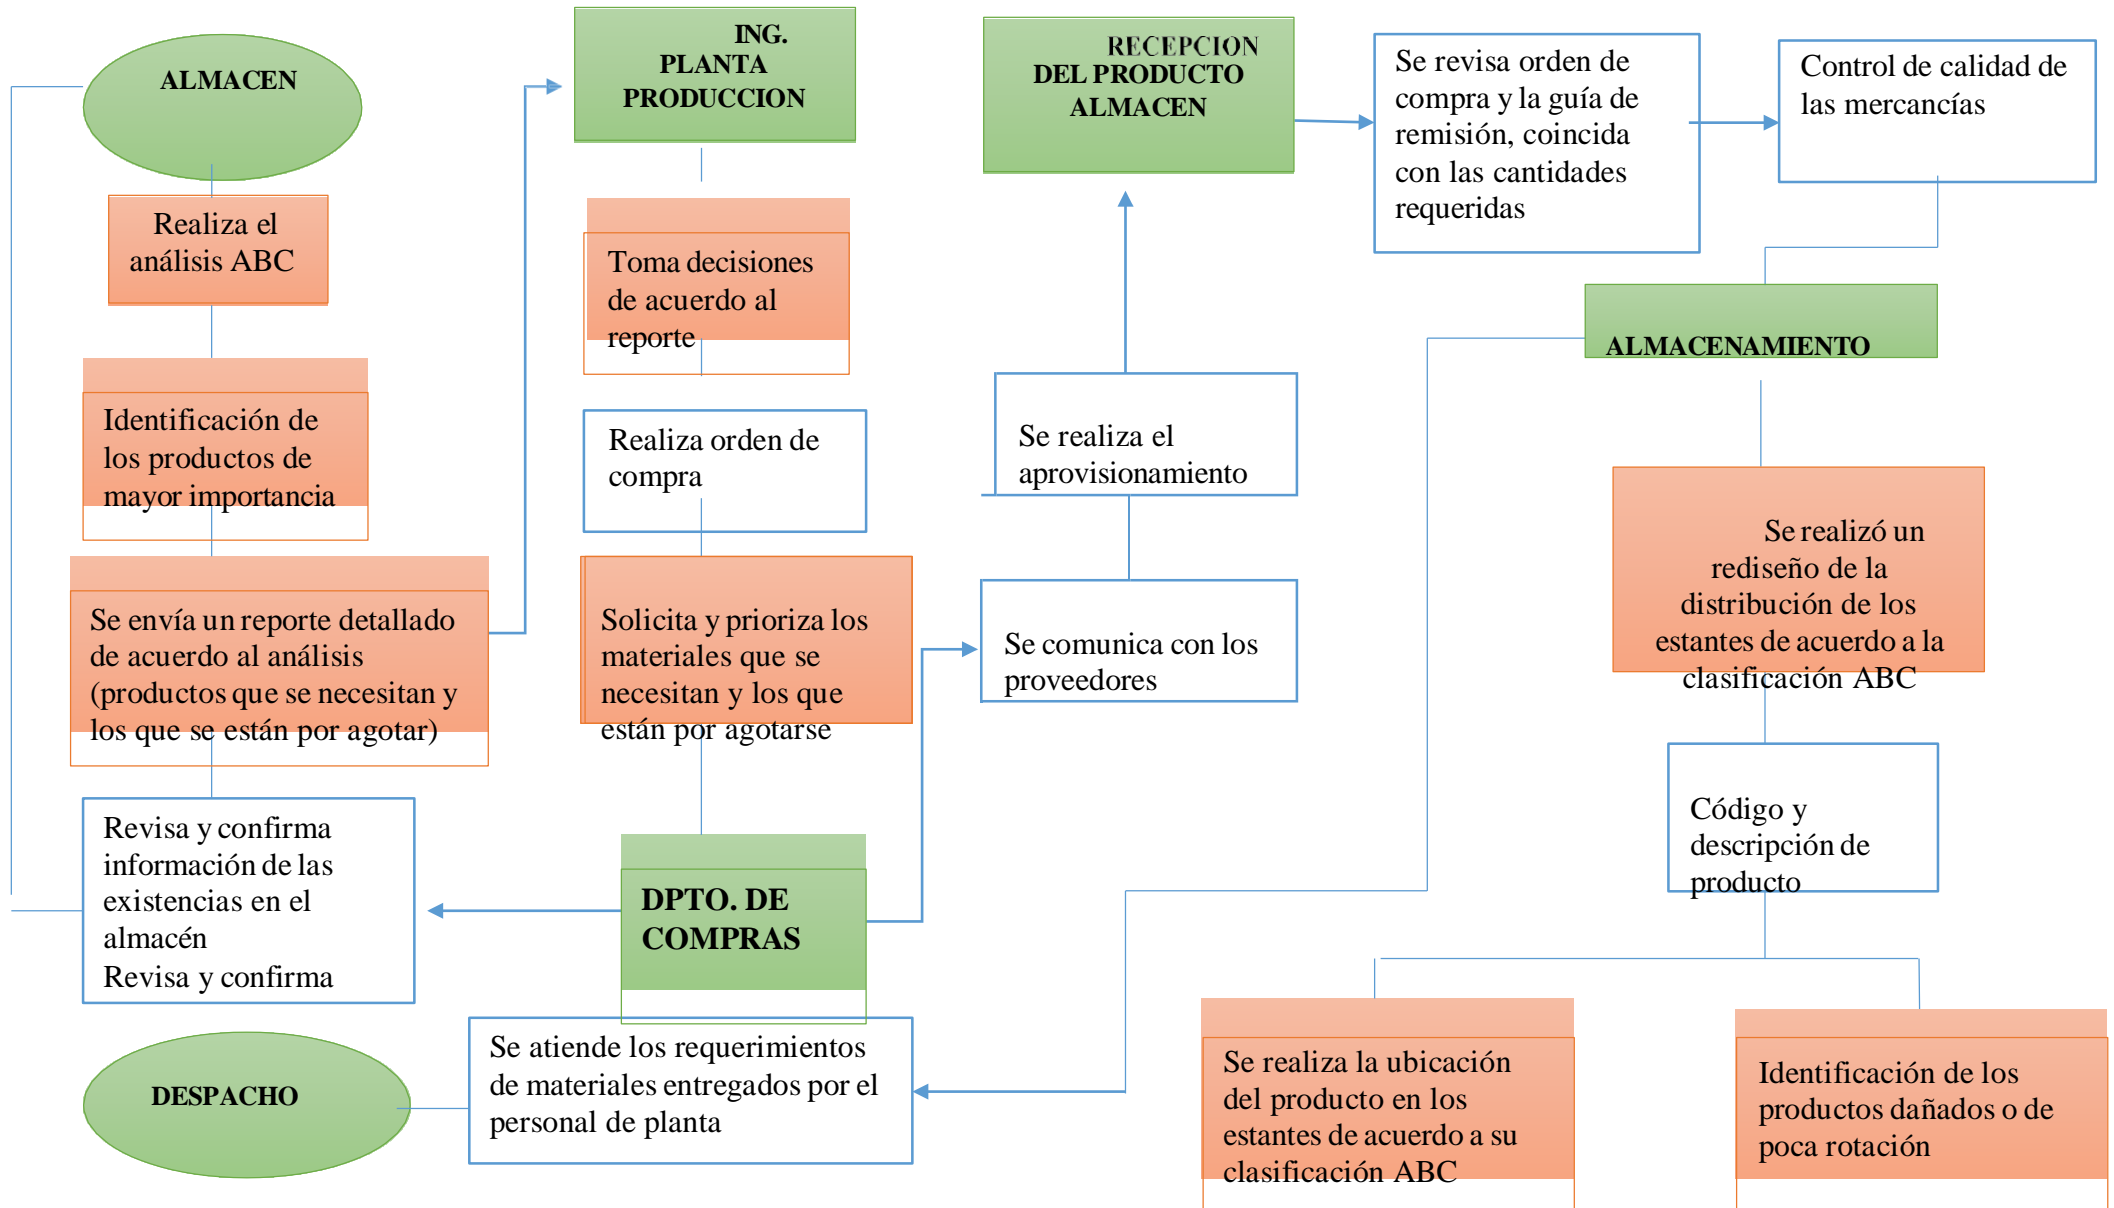 ALMACEN
Realiza el
análisis ABC
Identificación de
los productos de
mayor importancia
Se envía un reporte detallado
de acuerdo al análisis
(productos que se necesitan y
los que se están por agotar)
Revisa y confirma
información de las
existencias en el
almacén
Revisa y confirma
DESPACHO
ING.
PLANTA
PRODUCCION
Toma decisiones
de acuerdo al
reporte
Realiza orden de
compra
Solicita y prioriza los
materiales que se
necesitan y los que
están por agotarse
DPTO. DE
COMPRAS
Se atiende los requerimientos
de materiales entregados por el
personal de planta
RECEPCION
DEL PRODUCTO
ALMACEN
Se realiza el
aprovisionamiento
Se comunica con los
proveedores
Se revisa orden de
compra y la guía de
remisión, coincida
con las cantidades
requeridas
Control de calidad de
las mercancías
ALMACENAMIENTO
Se realizó un
rediseño de la
distribución de los
estantes de acuerdo a la
clasificación ABC
Código y
descripción de
producto
Se realiza la ubicación
del producto en los
estantes de acuerdo a su
clasificación ABC
Identificación de los
productos dañados o de
poca rotación